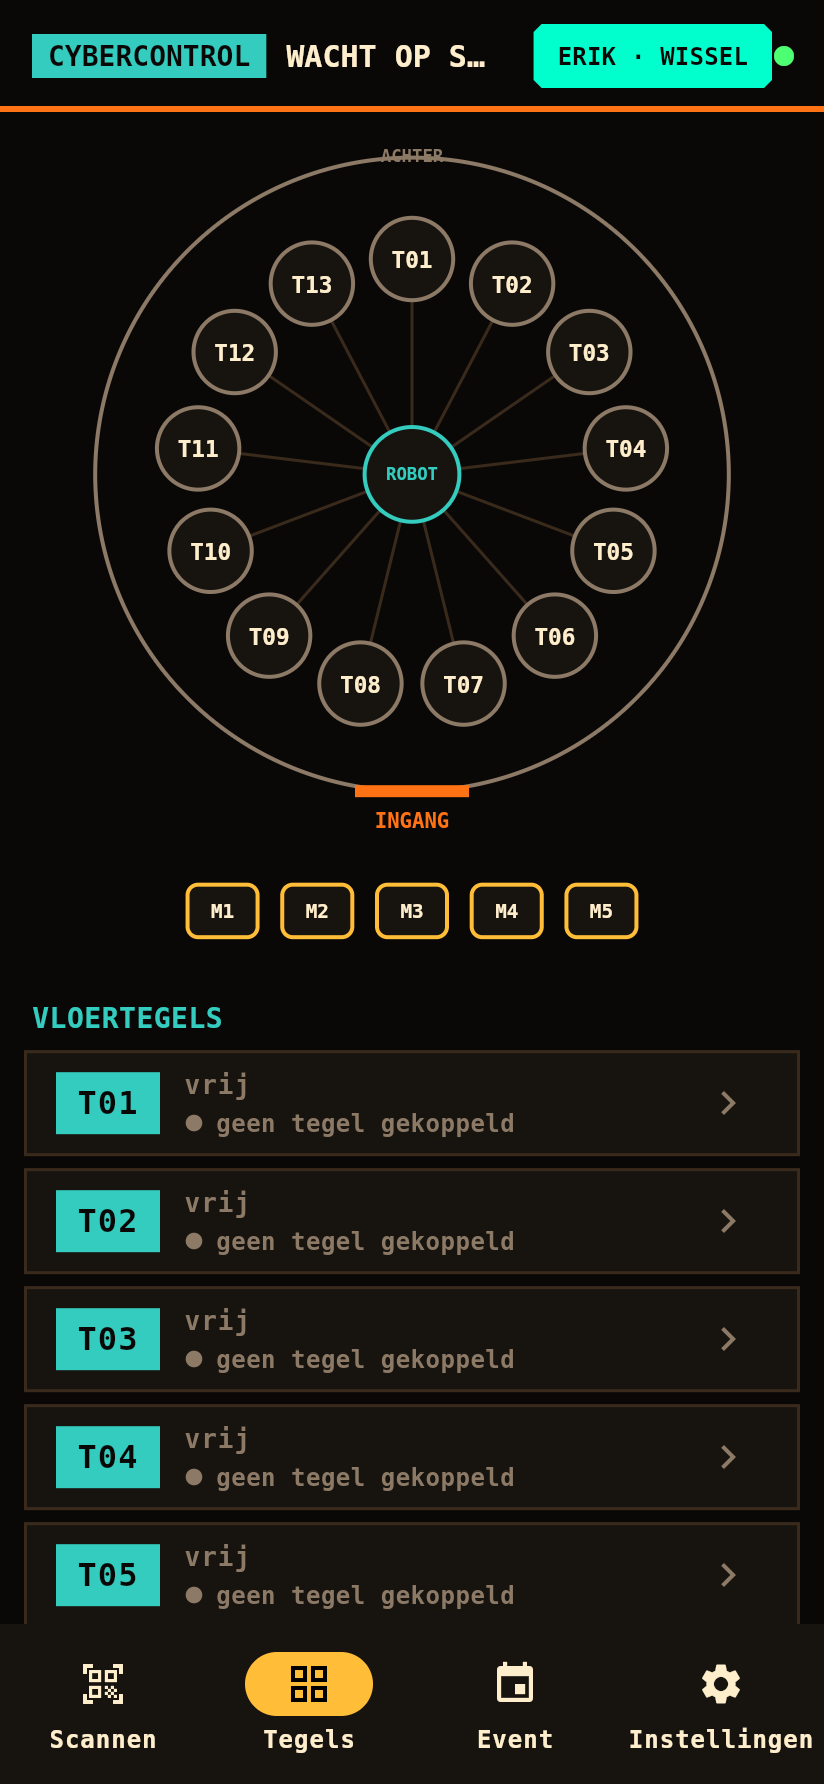 CYBERCONTROL WACHT OP S… ERIK · WISSEL
ACHTER
T01
T13 T02
T12 T03
T11 T04
ROBOT
T10 T05
T09 T06
T08 T07
INGANG
M1 M2 M3 M4 M5
VLOERTEGELS
T01 vrij
geen tegel gekoppeld
T02 vrij
geen tegel gekoppeld
T03 vrij
geen tegel gekoppeld
T04 vrij
geen tegel gekoppeld
T05 vrij
geen tegel gekoppeld
Scannen Tegels Event Instellingen